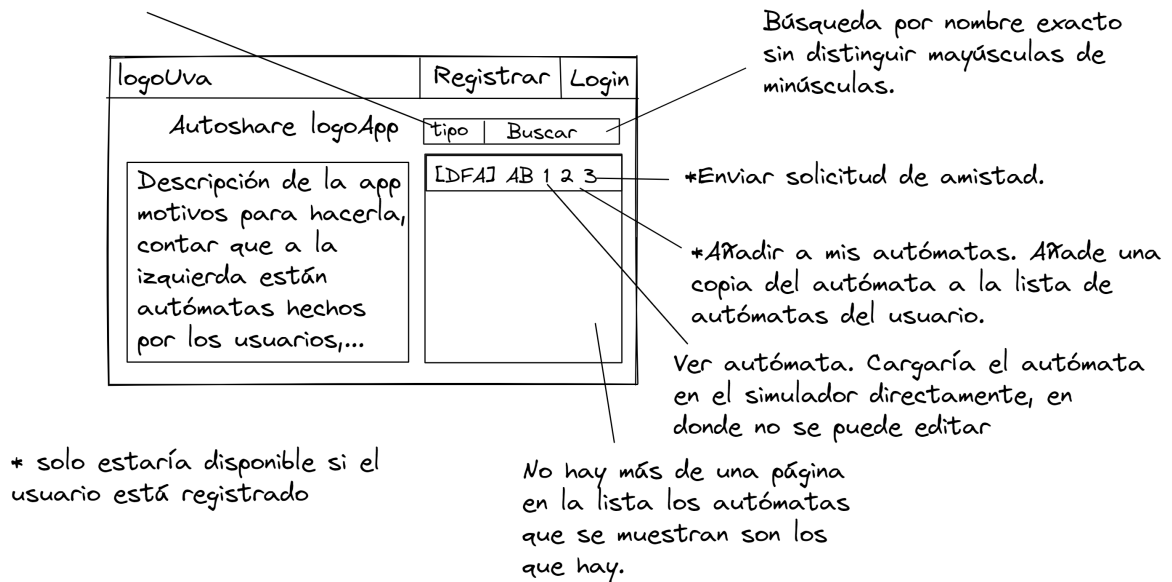 Búsqueda por nombre exacto
sin distinguir mayúsculas de
minúsculas.
logoUva
Registrar
Login
Autoshare logoApp
tipo
Buscar
Descripción de la app
motivos para hacerla,
contar que a la
izquierda están
autómatas hechos
por los usuarios,...
[DFA] AB 1 2 3
*Enviar solicitud de amistad.
*Añadir a mis autómatas. Añade una
copia del autómata a la lista de
autómatas del usuario.
Ver autómata. Cargaría el autómata
en el simulador directamente, en
donde no se puede editar
* solo estaría disponible si el
usuario está registrado
No hay más de una página
en la lista los autómatas
que se muestran son los
que hay.